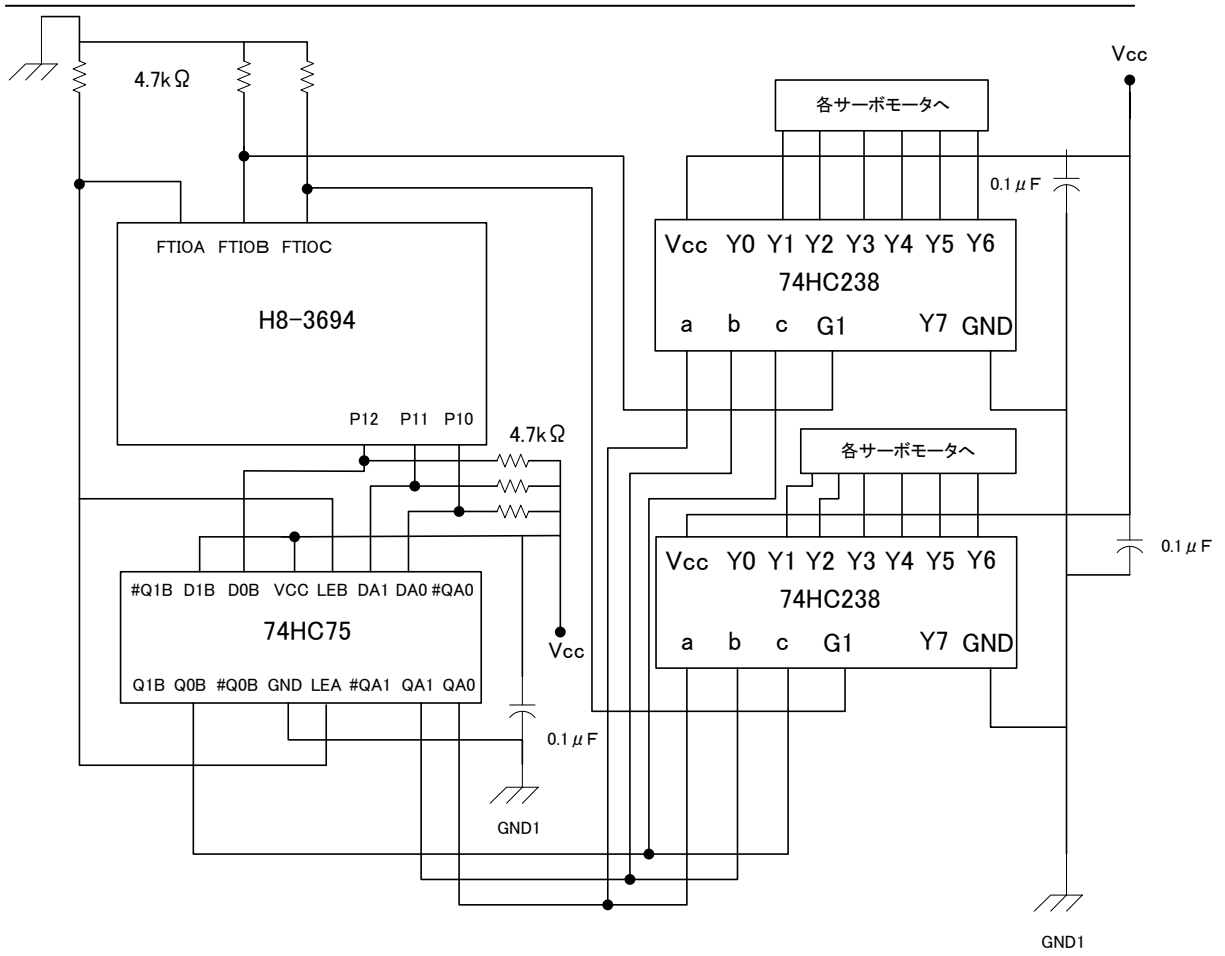 Vcc
4.7kΩ
各サーボモータへ
0.1μF
FTIOA FTIOB FTIOC
H8-3694
P12 P11 P10
Vcc Y0 Y1 Y2 Y3 Y4 Y5 Y6
74HC238
a b c G1 Y7 GND
4.7kΩ
各サーボモータへ
0.1μF
#Q1B D1B D0B VCC LEB DA1 DA0 #QA0
74HC75
Q1B Q0B #Q0B GND LEA #QA1 QA1 QA0
Vcc
Vcc Y0 Y1 Y2 Y3 Y4 Y5 Y6
74HC238
a b c G1 Y7 GND
0.1μF
GND1
GND1